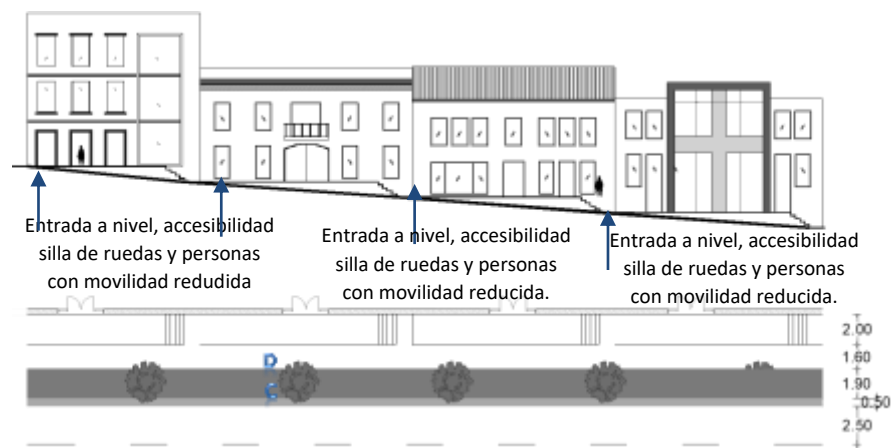 Entrada a nivel, accesibilidad
silla de ruedas y personas
con movilidad redudida
Entrada a nivel, accesibilidad
silla de ruedas y personas
con movilidad reducida.
Entrada a nivel, accesibilidad
silla de ruedas y personas
con movilidad reducida.
2.00
D
1.60
C
1.90
0.50
2.50